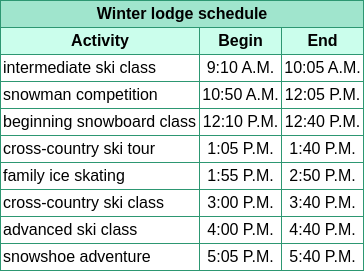 Winter lodge schedule
Activity Begin End
intermediate ski class 9:10 A.M. 10:05 A.M.
snowman competition 10:50 A.M. 12:05 P.M.
beginning snowboard class 12:10 P.M. 12:40 P.M.
cross-country ski tour 1:05 P.M. 1:40 P.M.
family ice skating 1:55 P.M. 2:50 P.M.
cross-country ski class 3:00 P.M. 3:40 P.M.
advanced ski class 4:00 P.M. 4:40 P.M.
snowshoe adventure 5:05 P.M. 5:40 P.M.